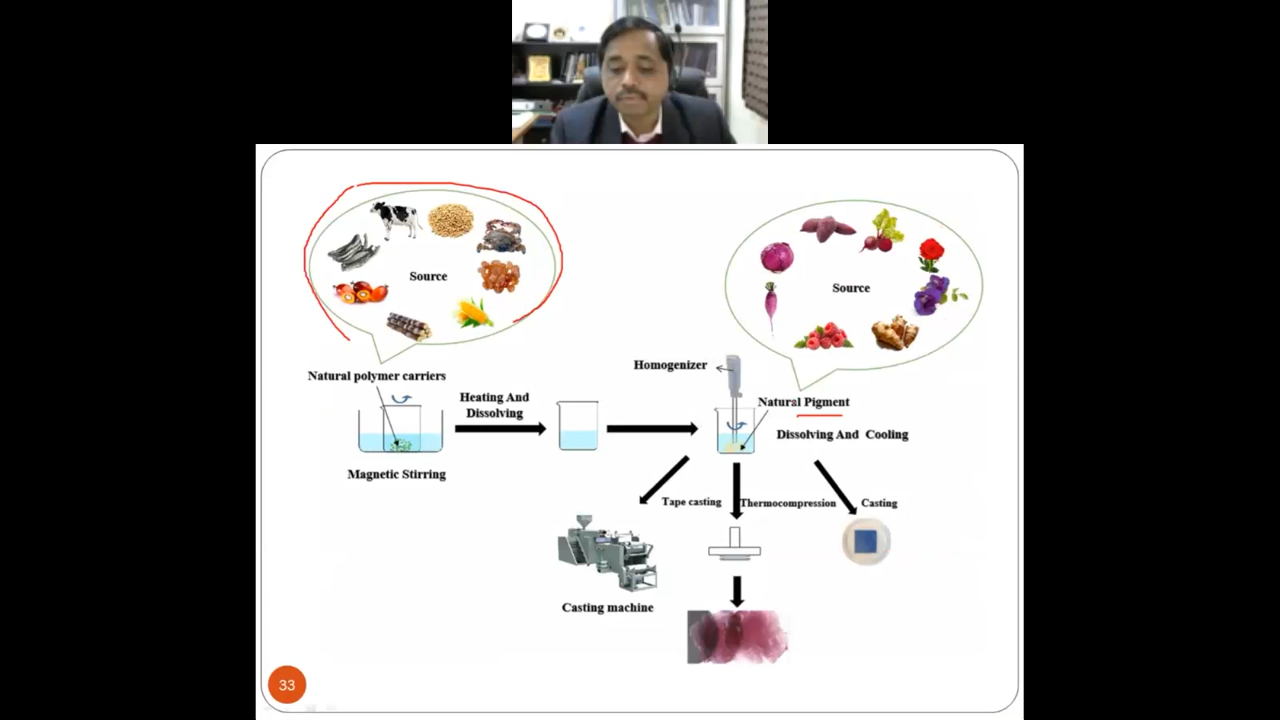 Source
Source
Homogenizer
Natural polymer carriers
Heating And
Dissolving
Natural Pigment
Dissolving And Cooling
Magnetic Stirring
Tape casting
Thermocompression
Casting
Casting machine
33